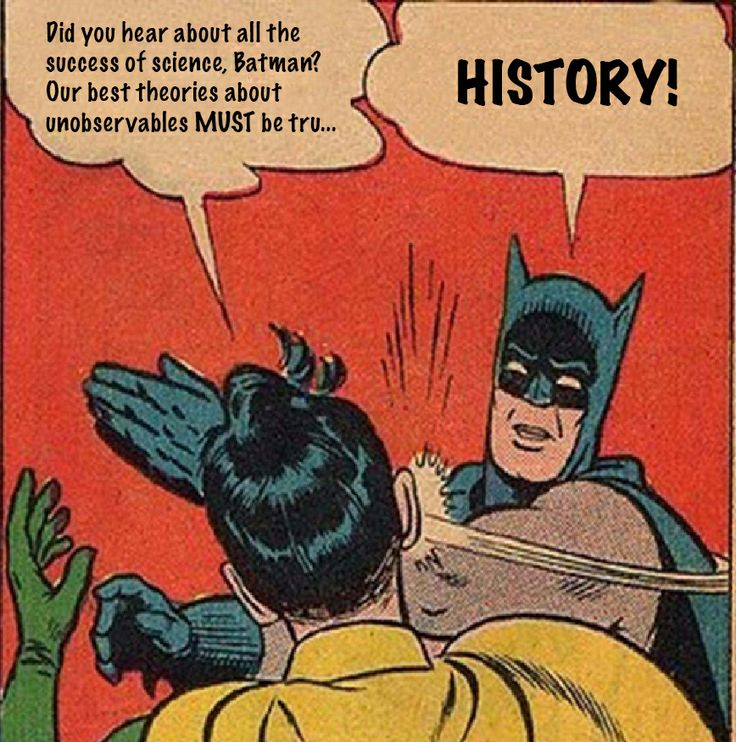 Did you hear about all the
success of science, Batman?
Our best theories about
unobservables MUST be tru...
HISTORY!